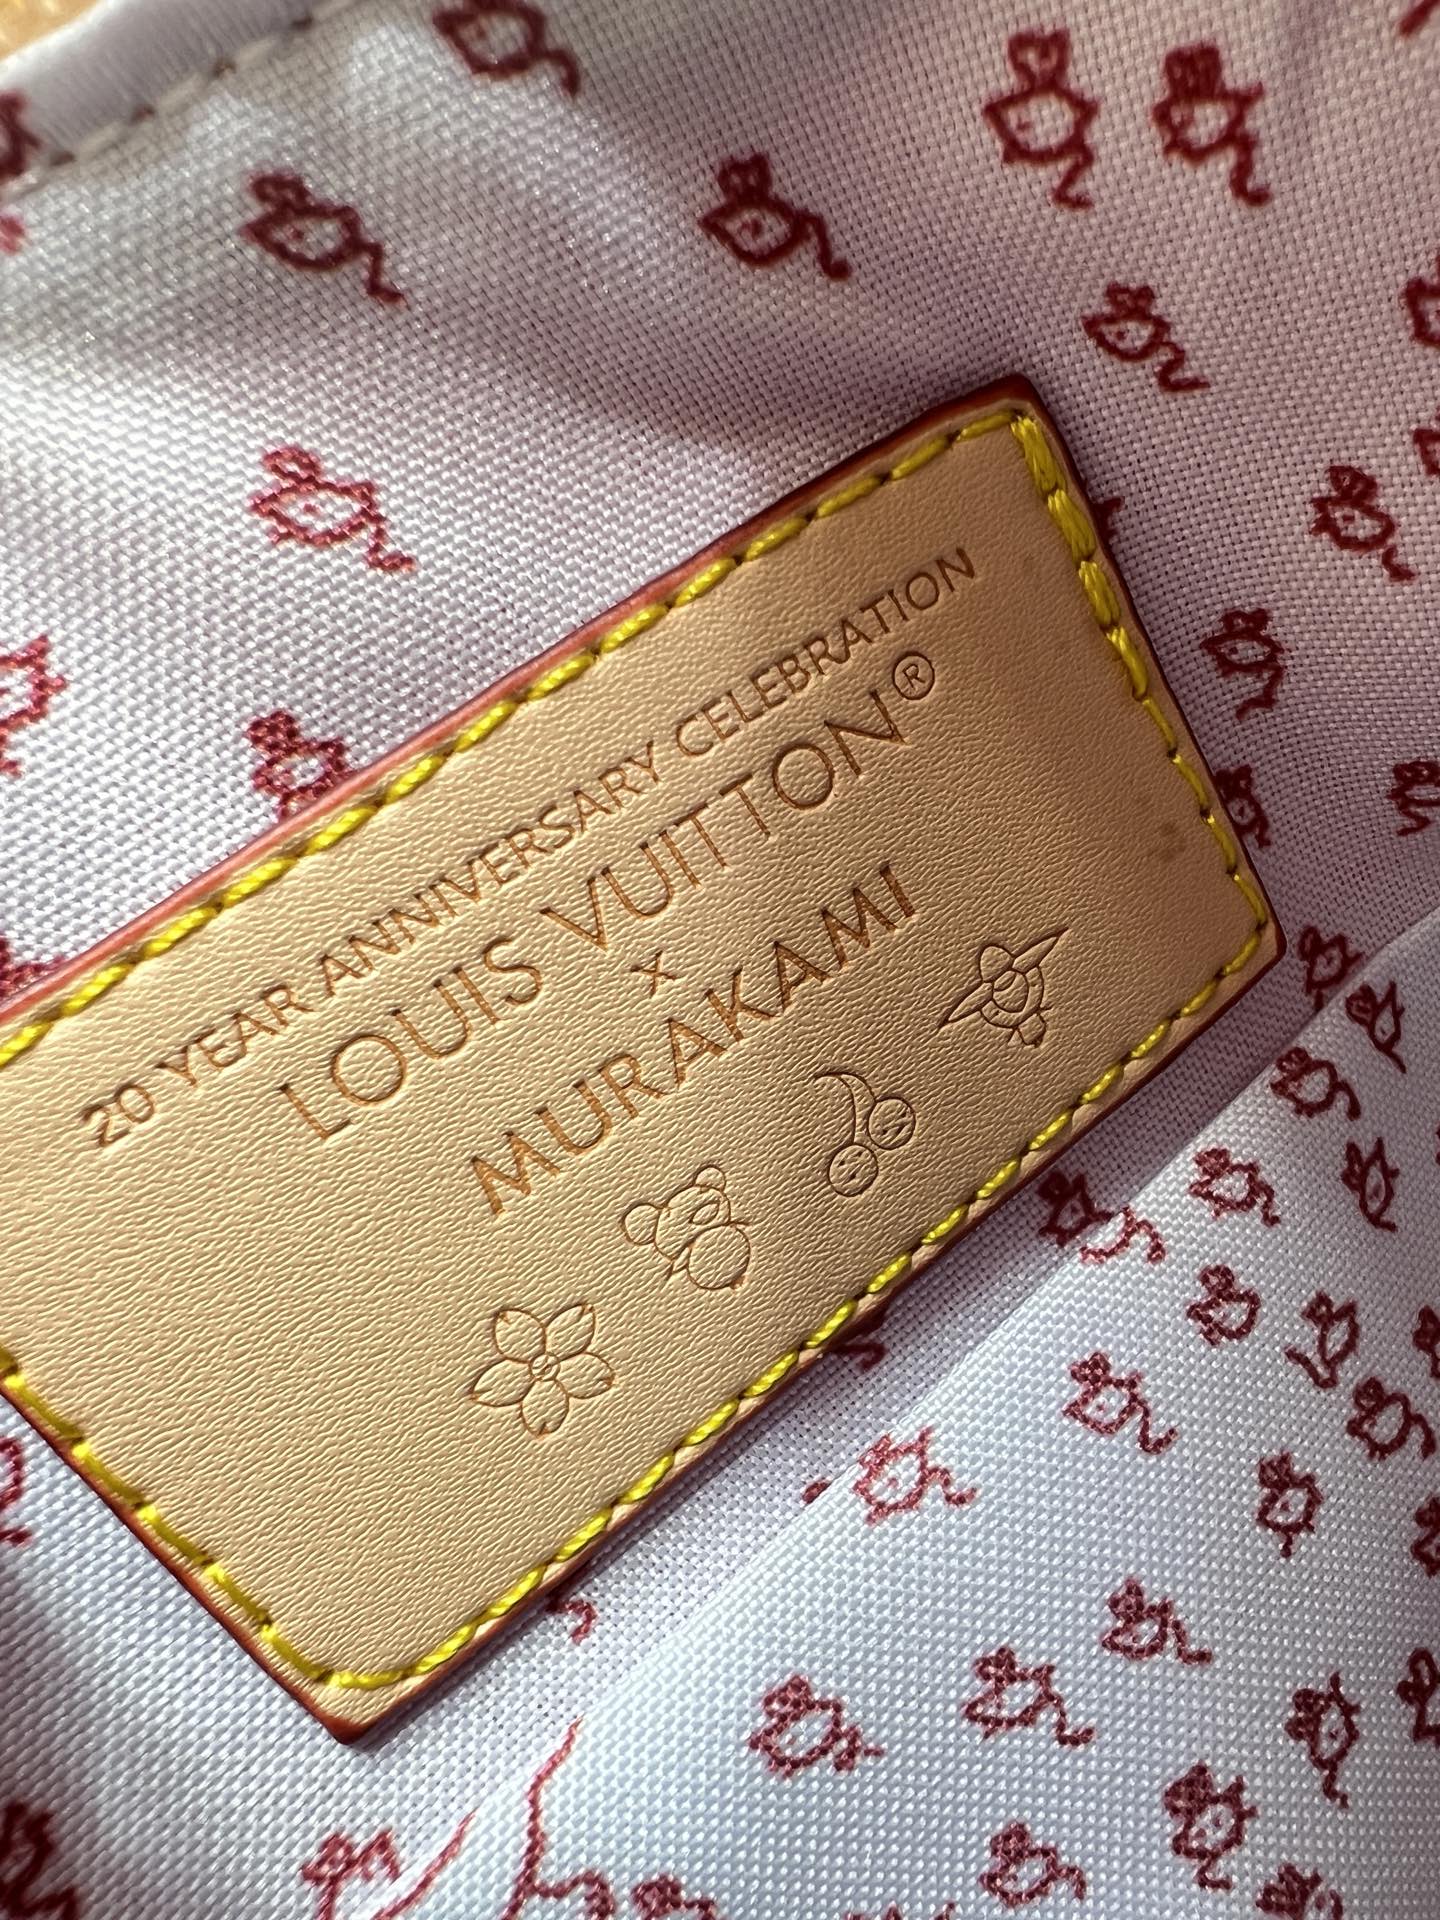 20 YEAR ANNIVERSARY CELEBRATION
LOUIS VUITTON®
X
MURAKAMI